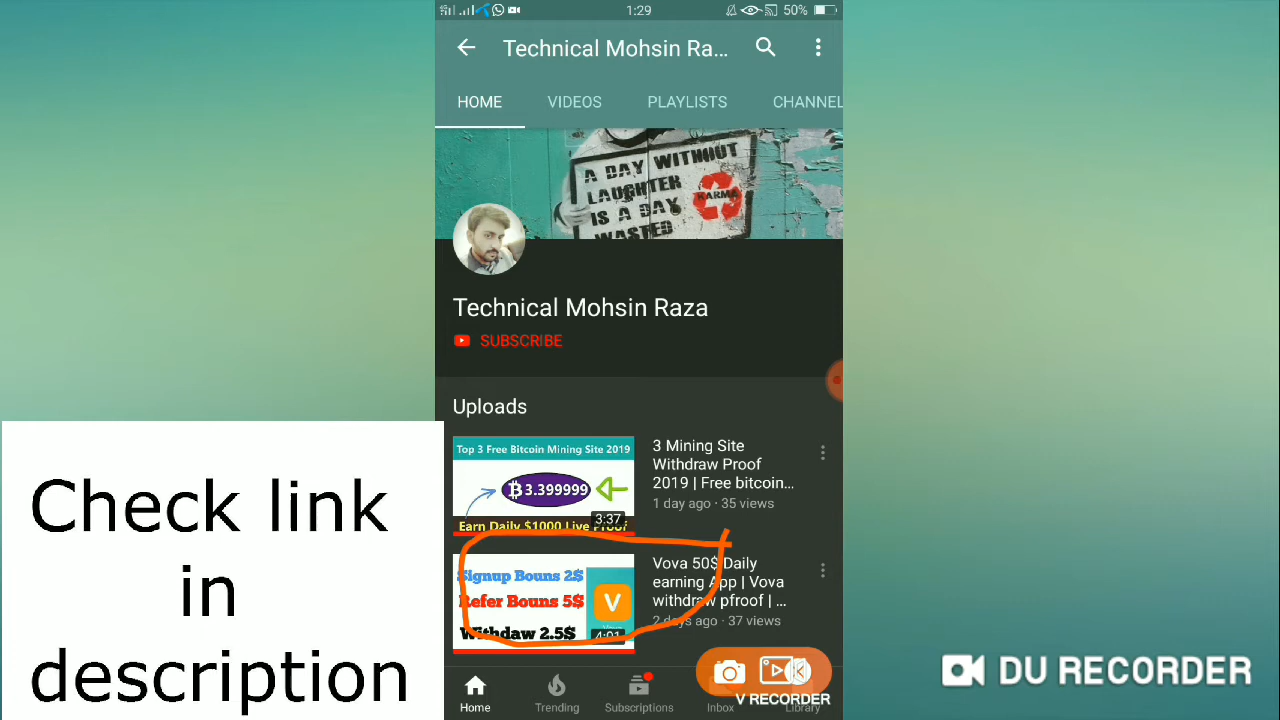 1:29
50%
Technical Mohsin Ra...
HOME VIDEOS PLAYLISTS CHANNEL
A DAY WITHOUT
LAUGHTER
IS A DAY
WASTED
KARMA
Technical Mohsin Raza
SUBSCRIBE
Uploads
Top 3 Free Bitcoin Mining Site 2019
3.399999
3:37
Earn Daily $1000 Live Proof
3 Mining Site
Withdraw Proof
2019 | Free bitcoin...
1 day ago · 35 views
Signup Bouns 2$
Refer Bouns 5$
Withdaw 2.5$
V
4:01
Vova 50$ Daily
earning App | Vova
withdraw pfroof | ...
2 days ago · 37 views
Home Trending Subscriptions Inbox Library
V RECORDER
Check link
in
description
DU RECORDER